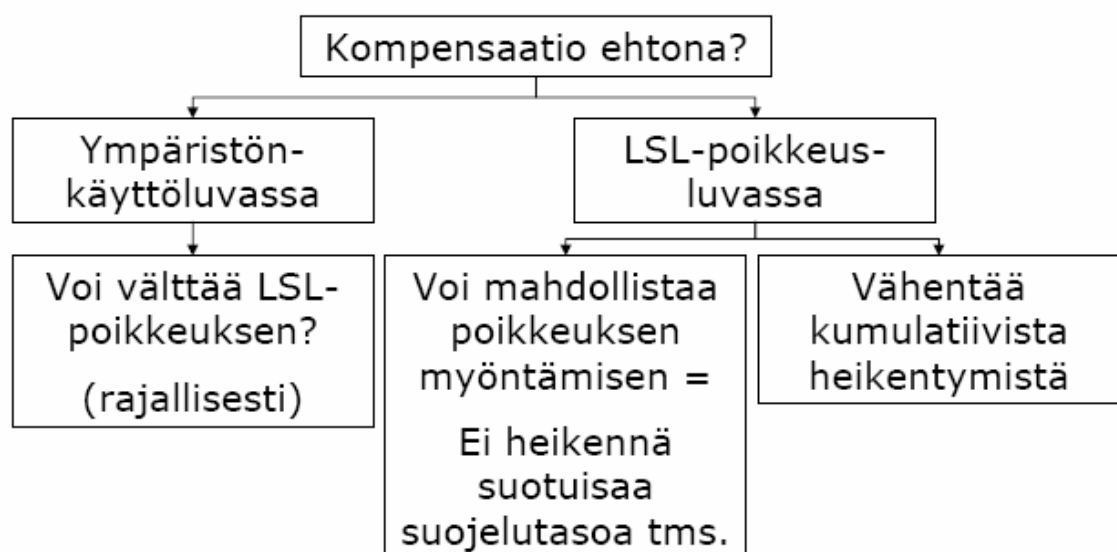 Kompensaatio ehtona?
Ympäristön-
käyttöluvassa
LSL-poikkeus-
luvassa
Voi välttää LSL-
poikkeuksen?
(rajallisesti)
Voi mahdollistaa
poikkeuksen
myöntämisen =
Ei heikennä
suotuisaa
suojelutasoa tms.
Vähentää
kumulatiivista
heikentymistä